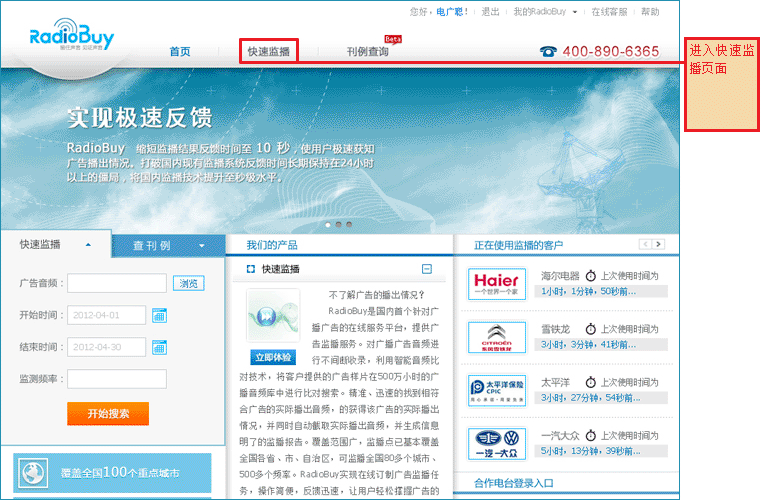 您好，电广聪！ 退出 我的RadioBuy 在线客服 帮助
RadioBuy
首页 快速监播 刊例查询 Beta
400-890-6365
进入快速监
播页面
实现极速反馈
RadioBuy 缩短监播结果反馈时间至 10 秒，使用户极速获知
广告播出情况。打破国内现有监播系统反馈时间长期保持在24小时
以上的僵局，将国内监播技术提升至秒级水平。
快速监播 查 刊 例
广告音频： 浏览
开始时间： 2012-04-01
结束时间： 2012-04-30
监测频率：
开始搜索
覆盖全国100个重点城市
我们的产品
快速监播
立即体验
不了解广告的播出情况？
RadioBuy是国内首个针对广
播广告的在线服务平台，提供广
告监播服务。对广播广告音频进
行不间断收录，利用智能音频比
对技术，将客户提供的广告样片在500万小时的广
播音频库中进行比对搜索。精准、迅速的找到相符
合广告的实际播出音频，的获得该广告的实际播出
情况，并同时自动截取实际播出音频，并生成信息
明了的监播报告。覆盖范围广，监播点已基本覆盖
全国各省、市、自治区，可监播全国80多个城市、
500多个频率。RadioBuy实现在线订制广告监播任
务，操作简便，反馈迅速，让用户轻松掌握广告的
正在使用监播的客户
Haier
一个世界一个家
海尔电器 上次使用时间为
1小时，1分钟，50秒前...
CITROËN
东风雪铁龙
雪铁龙 上次使用时间为
3小时，3分钟，41秒前...
太平洋保险
CPIC
太平洋 上次使用时间为
3小时，27分钟，54秒前...
一汽-大众
一汽大众 上次使用时间为
5小时，13分钟，39秒前...
合作电台登录入口